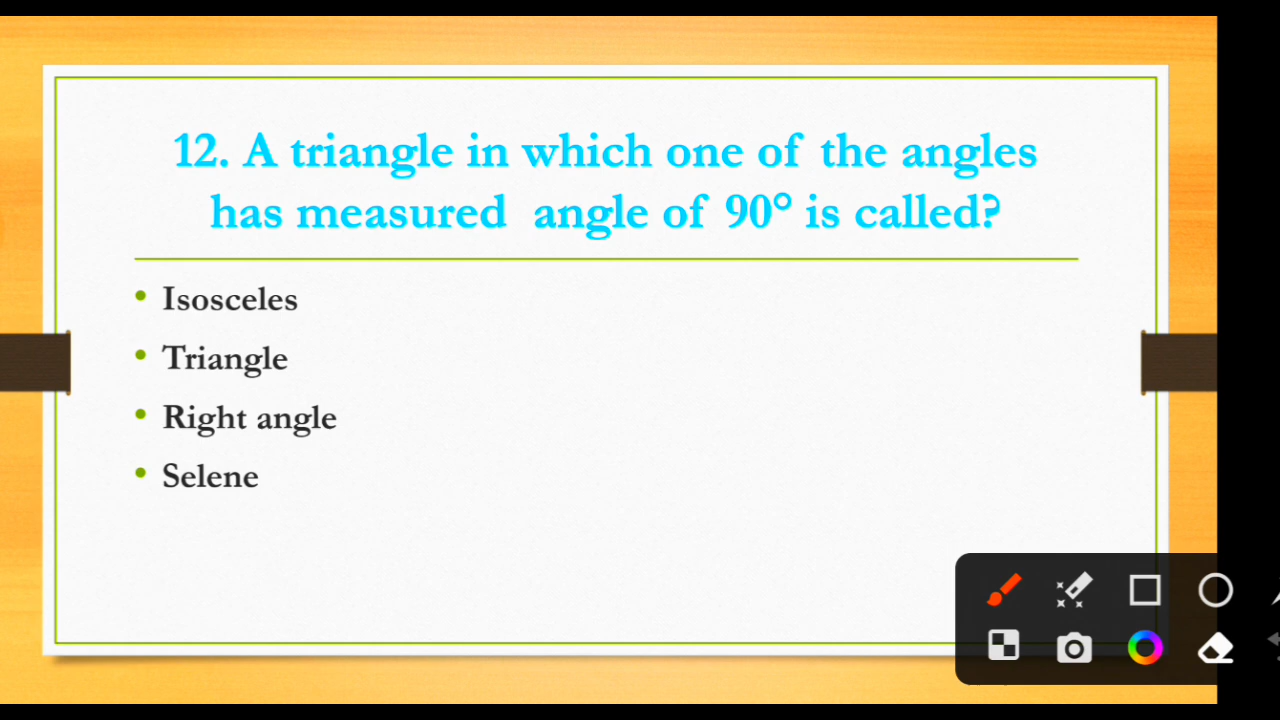 12. A triangle in which one of the angles
has measured angle of 90° is called?
• Isosceles
• Triangle
• Right angle
• Selene